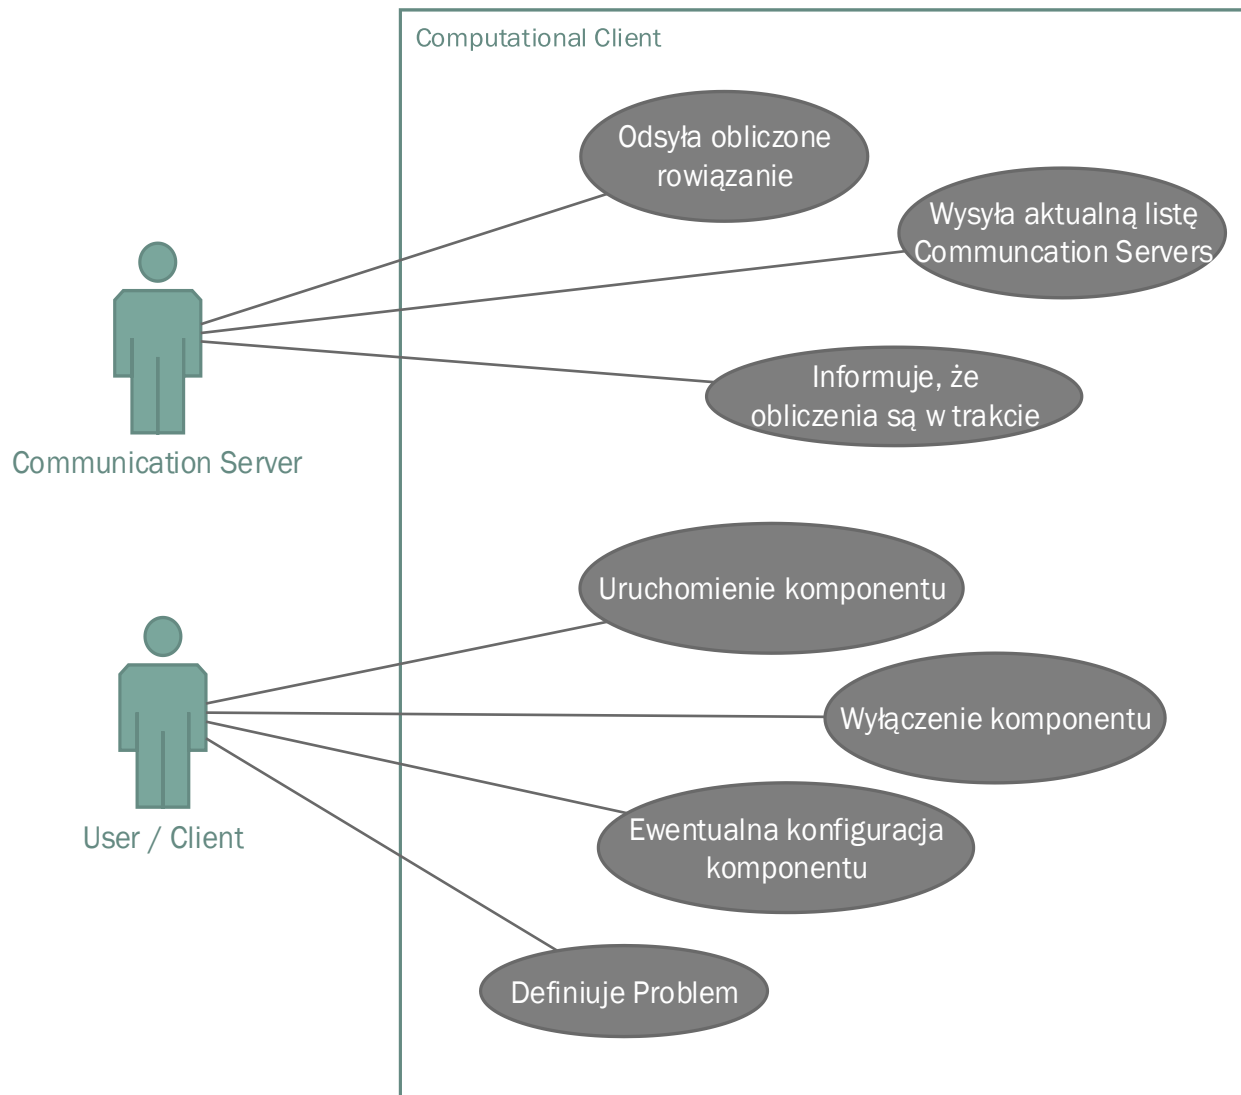 Computational Client
Odsyła obliczone
rowiązanie
Wysyła aktualną listę
Communcation Servers
Informuje, że
obliczenia są w trakcie
Communication Server
Uruchomienie komponentu
Wyłączenie komponentu
User / Client
Ewentualna konfiguracja
komponentu
Definiuje Problem